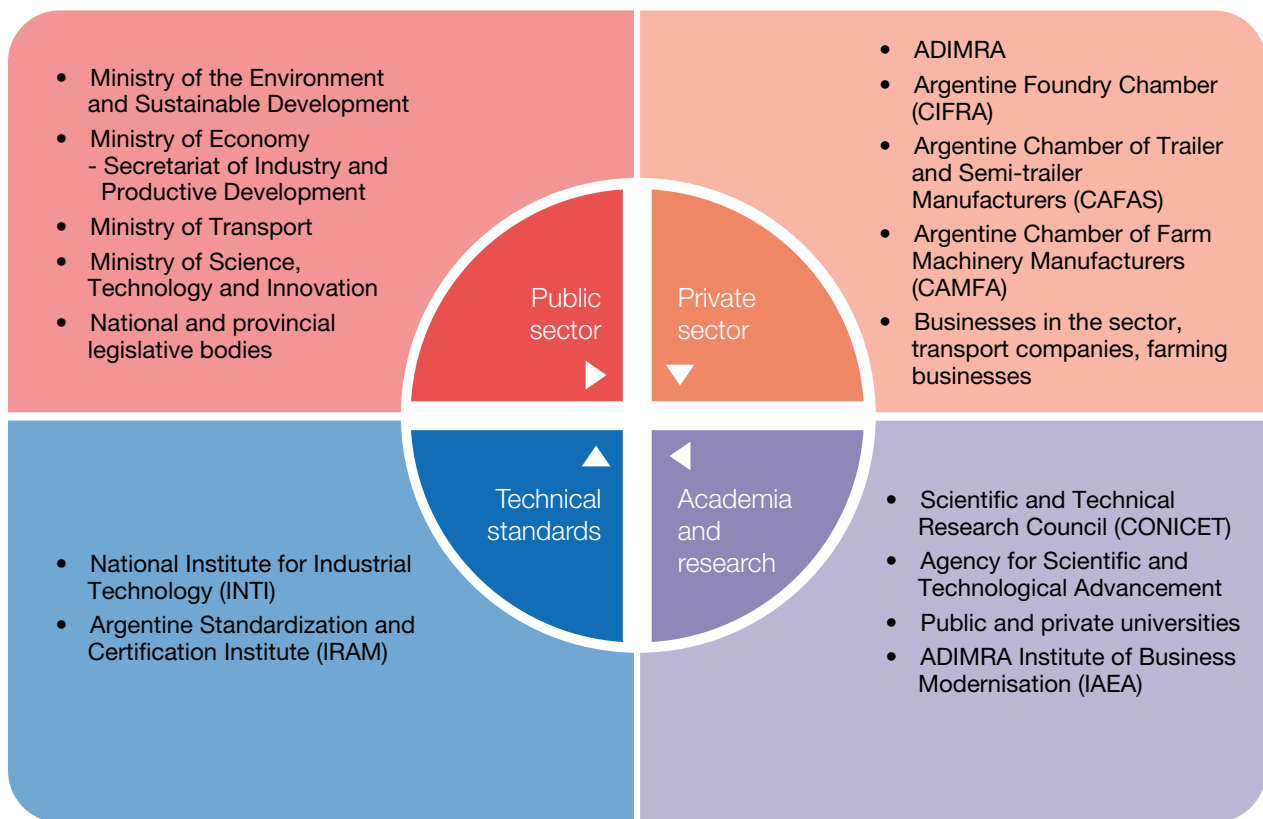 • Ministry of the Environment
and Sustainable Development
• Ministry of Economy
- Secretariat of Industry and
Productive Development
• Ministry of Transport
• Ministry of Science,
Technology and Innovation
• National and provincial
legislative bodies
Public
sector
• ADIMRA
• Argentine Foundry Chamber
(CIFRA)
• Argentine Chamber of Trailer
and Semi-trailer
Manufacturers (CAFAS)
• Argentine Chamber of Farm
Machinery Manufacturers
(CAMFA)
• Businesses in the sector,
transport companies, farming
businesses
Private
sector
Technical
standards
• National Institute for Industrial
Technology (INTI)
• Argentine Standardization and
Certification Institute (IRAM)
Academia
and
research
• Scientific and Technical
Research Council (CONICET)
• Agency for Scientific and
Technological Advancement
• Public and private universities
• ADIMRA Institute of Business
Modernisation (IAEA)